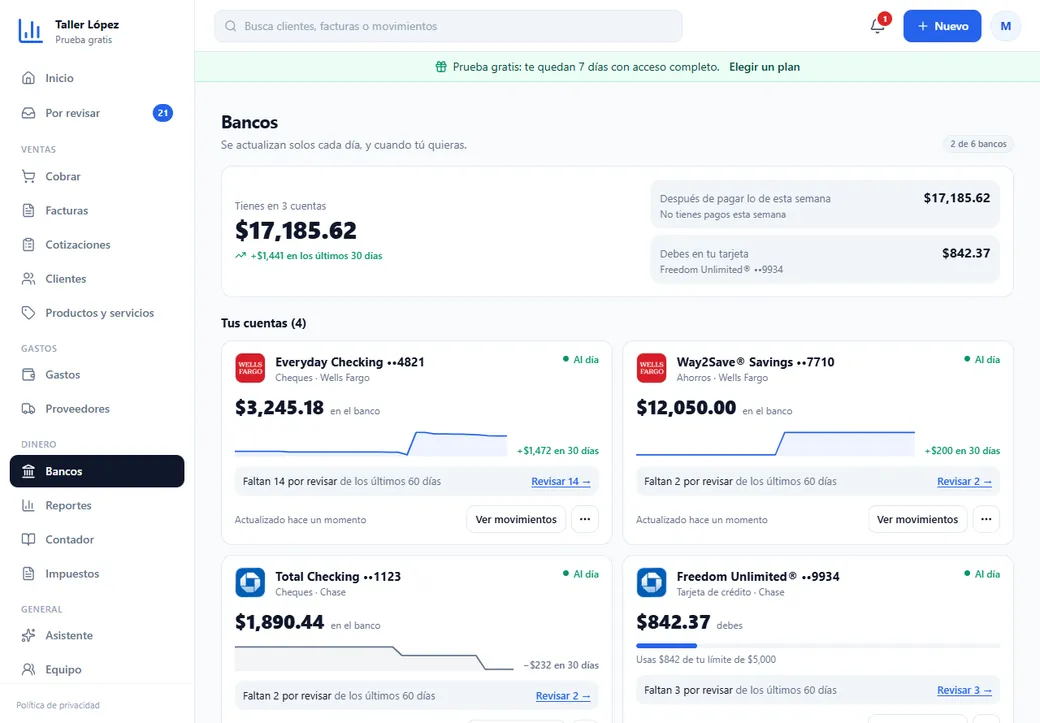 Taller López
Prueba gratis
Busca clientes, facturas o movimientos
1
Nuevo
M
Prueba gratis: te quedan 7 días con acceso completo. Elegir un plan
Inicio
Por revisar 21
VENTAS
Cobrar
Facturas
Cotizaciones
Clientes
Productos y servicios
GASTOS
Gastos
Proveedores
DINERO
Bancos
Reportes
Contador
Impuestos
GENERAL
Asistente
Equipo
Política de privacidad
Bancos
Se actualizan solos cada día, y cuando tú quieras.
2 de 6 bancos
Tienes en 3 cuentas
$17,185.62
+$1,441 en los últimos 30 días
Después de pagar lo de esta semana $17,185.62
No tienes pagos esta semana
Debes en tu tarjeta $842.37
Freedom Unlimited® ••9934
Tus cuentas (4)
WELLS FARGO
Everyday Checking ••4821
Al día
Cheques · Wells Fargo
$3,245.18 en el banco
+$1,472 en 30 días
Faltan 14 por revisar de los últimos 60 días Revisar 14 →
Actualizado hace un momento Ver movimientos ···
WELLS FARGO
Way2Save® Savings ••7710
Al día
Ahorros · Wells Fargo
$12,050.00 en el banco
+$200 en 30 días
Faltan 2 por revisar de los últimos 60 días Revisar 2 →
Actualizado hace un momento Ver movimientos ···
Total Checking ••1123
Al día
Cheques · Chase
$1,890.44 en el banco
−$232 en 30 días
Faltan 2 por revisar de los últimos 60 días Revisar 2 →
Freedom Unlimited® ••9934
Al día
Tarjeta de crédito · Chase
$842.37 debes
Usas $842 de tu límite de $5,000
Faltan 3 por revisar de los últimos 60 días Revisar 3 →